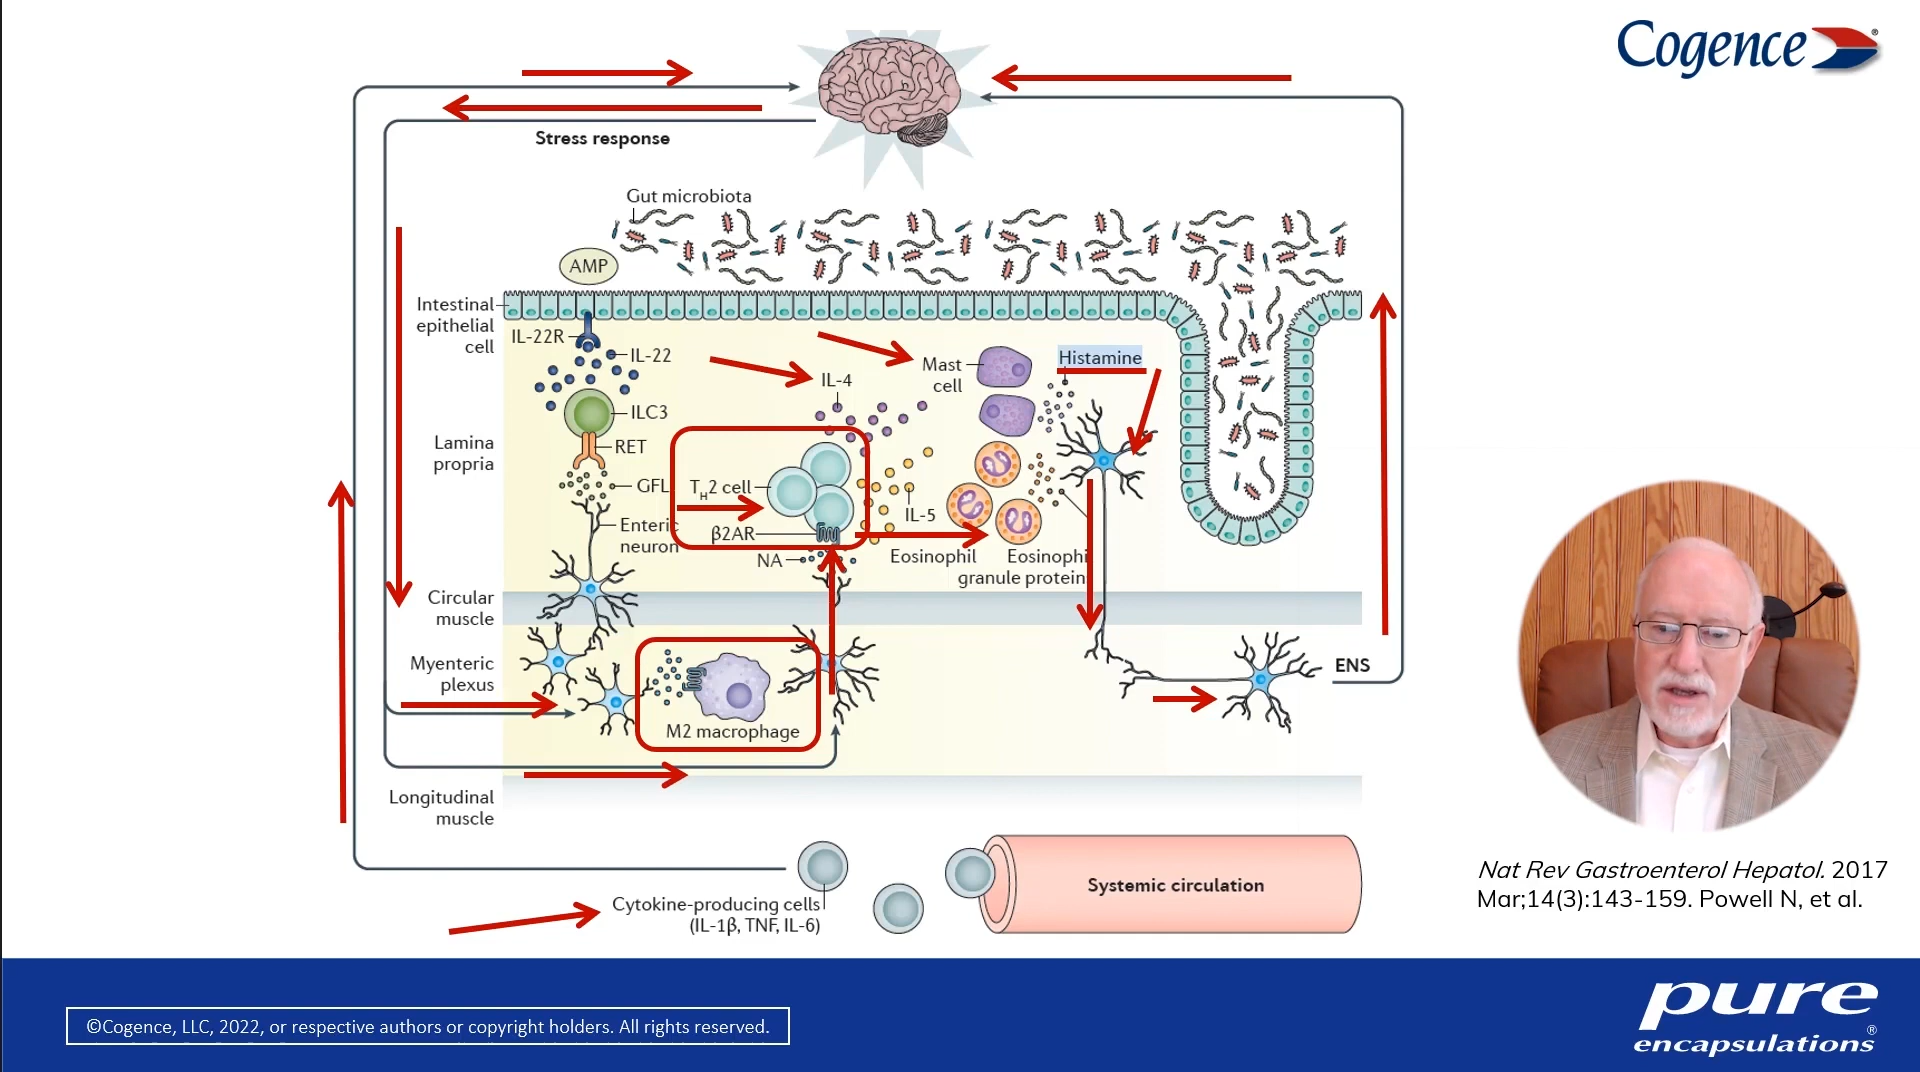 Cogence®
Stress response
Gut microbiota
AMP
Intestinal
epithelial
cell
IL-22R
IL-22
ILC3
RET
GFL
Enteric
neuron
Lamina
propria
IL-4
Mast
cell
Histamine
TH2 cell
β2AR
NA
IL-5
Eosinophil
Eosinophi
granule protein
Circular
muscle
Myenteric
plexus
M2 macrophage
ENS
Longitudinal
muscle
Cytokine-producing cells
(IL-1β, TNF, IL-6)
Systemic circulation
Nat Rev Gastroenterol Hepatol. 2017
Mar;14(3):143-159. Powell N, et al.
©Cogence, LLC, 2022, or respective authors or copyright holders. All rights reserved.
pure
encapsulations®